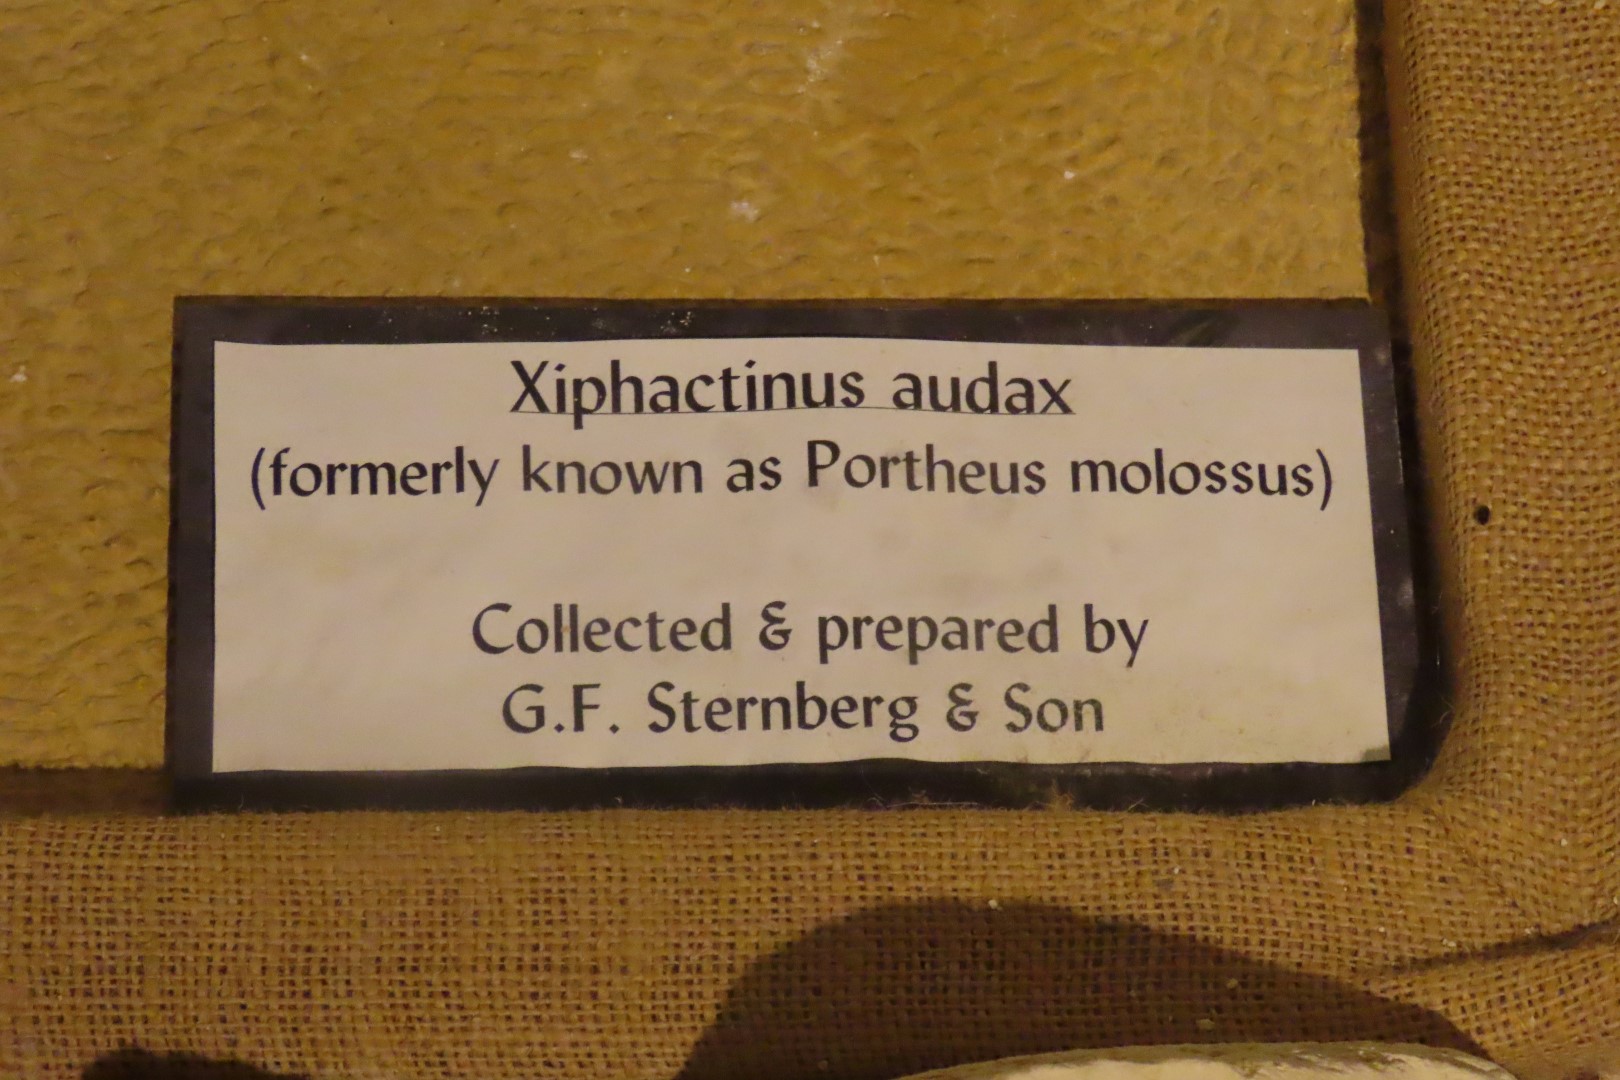 Xiphactinus audax
(formerly known as Portheus molossus)
Collected & prepared by
G.F. Sternberg & Son